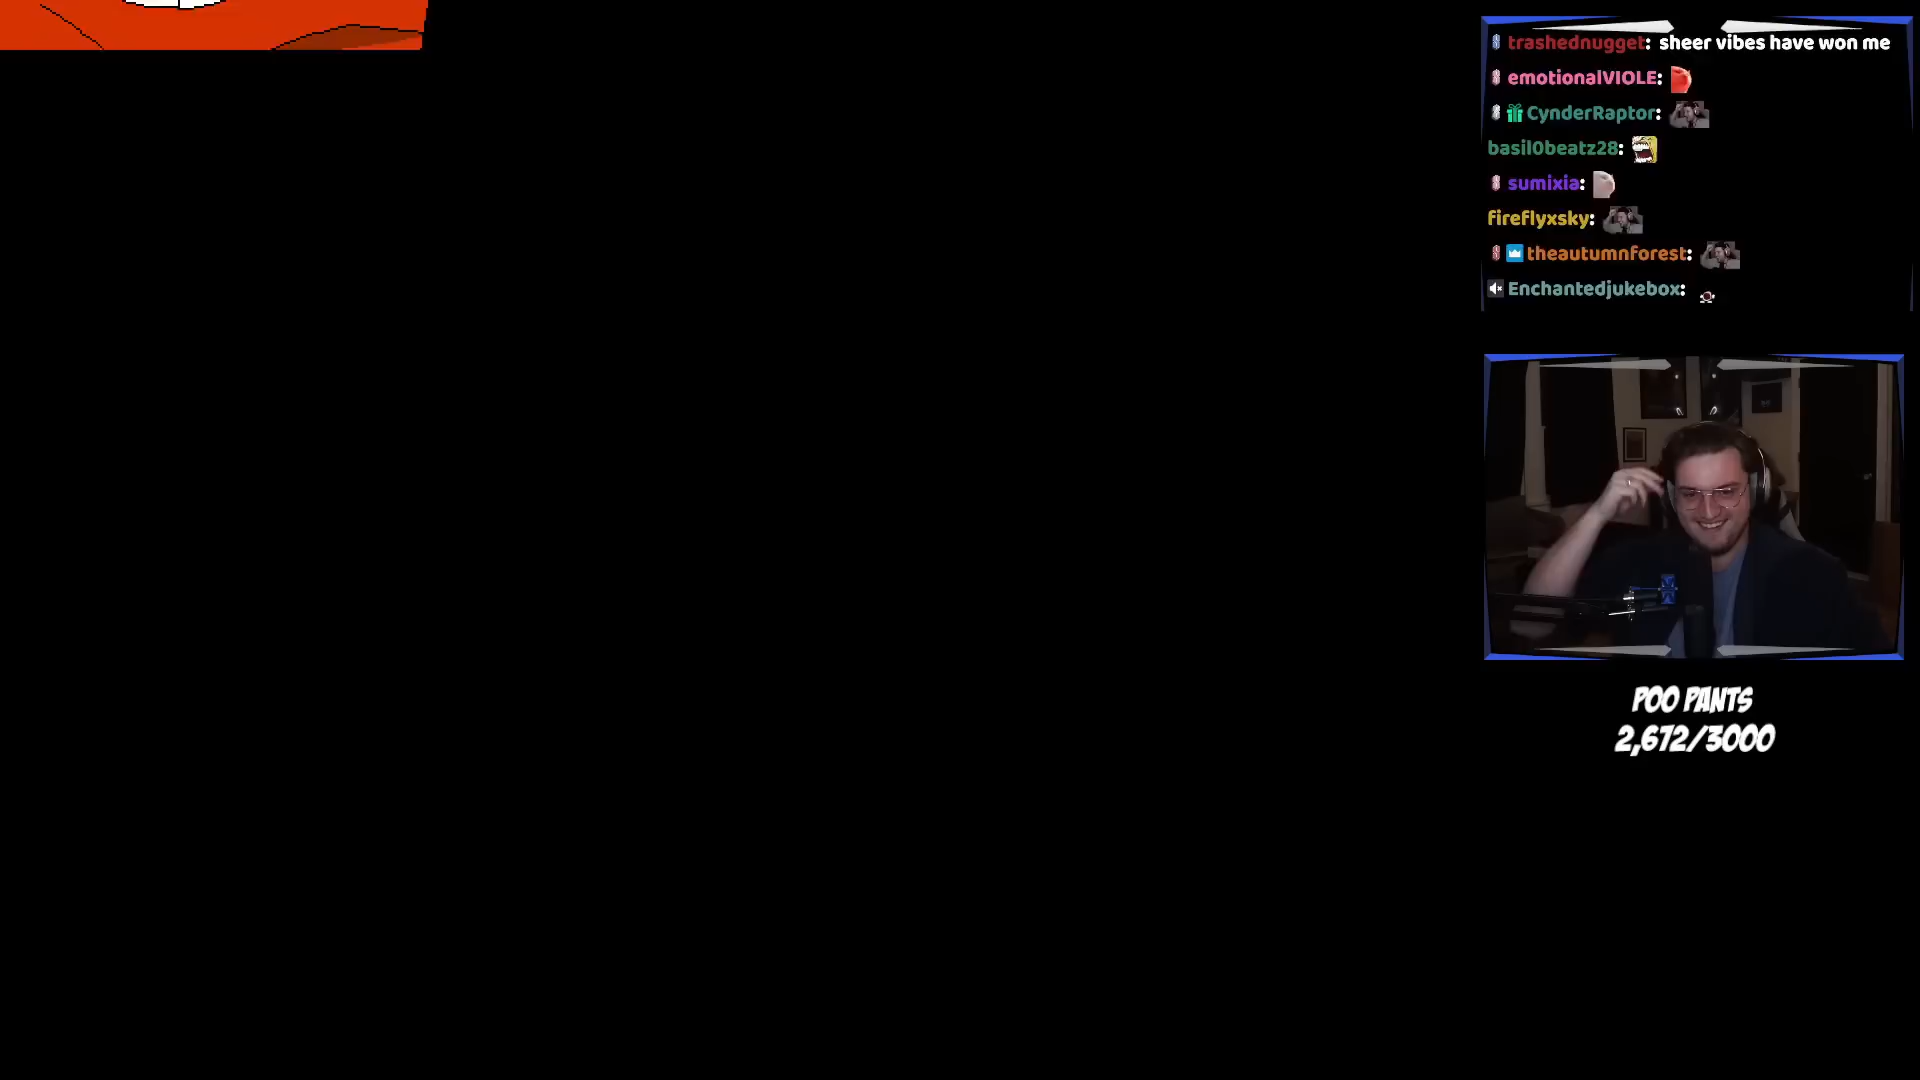 trashednugget: sheer vibes have won me
emotionalVIOLE:
CynderRaptor:
basil0beatz28:
sumixia:
fireflyxsky:
theautumnforest:
Enchantedjukebox:
POO PANTS
2,672/3000